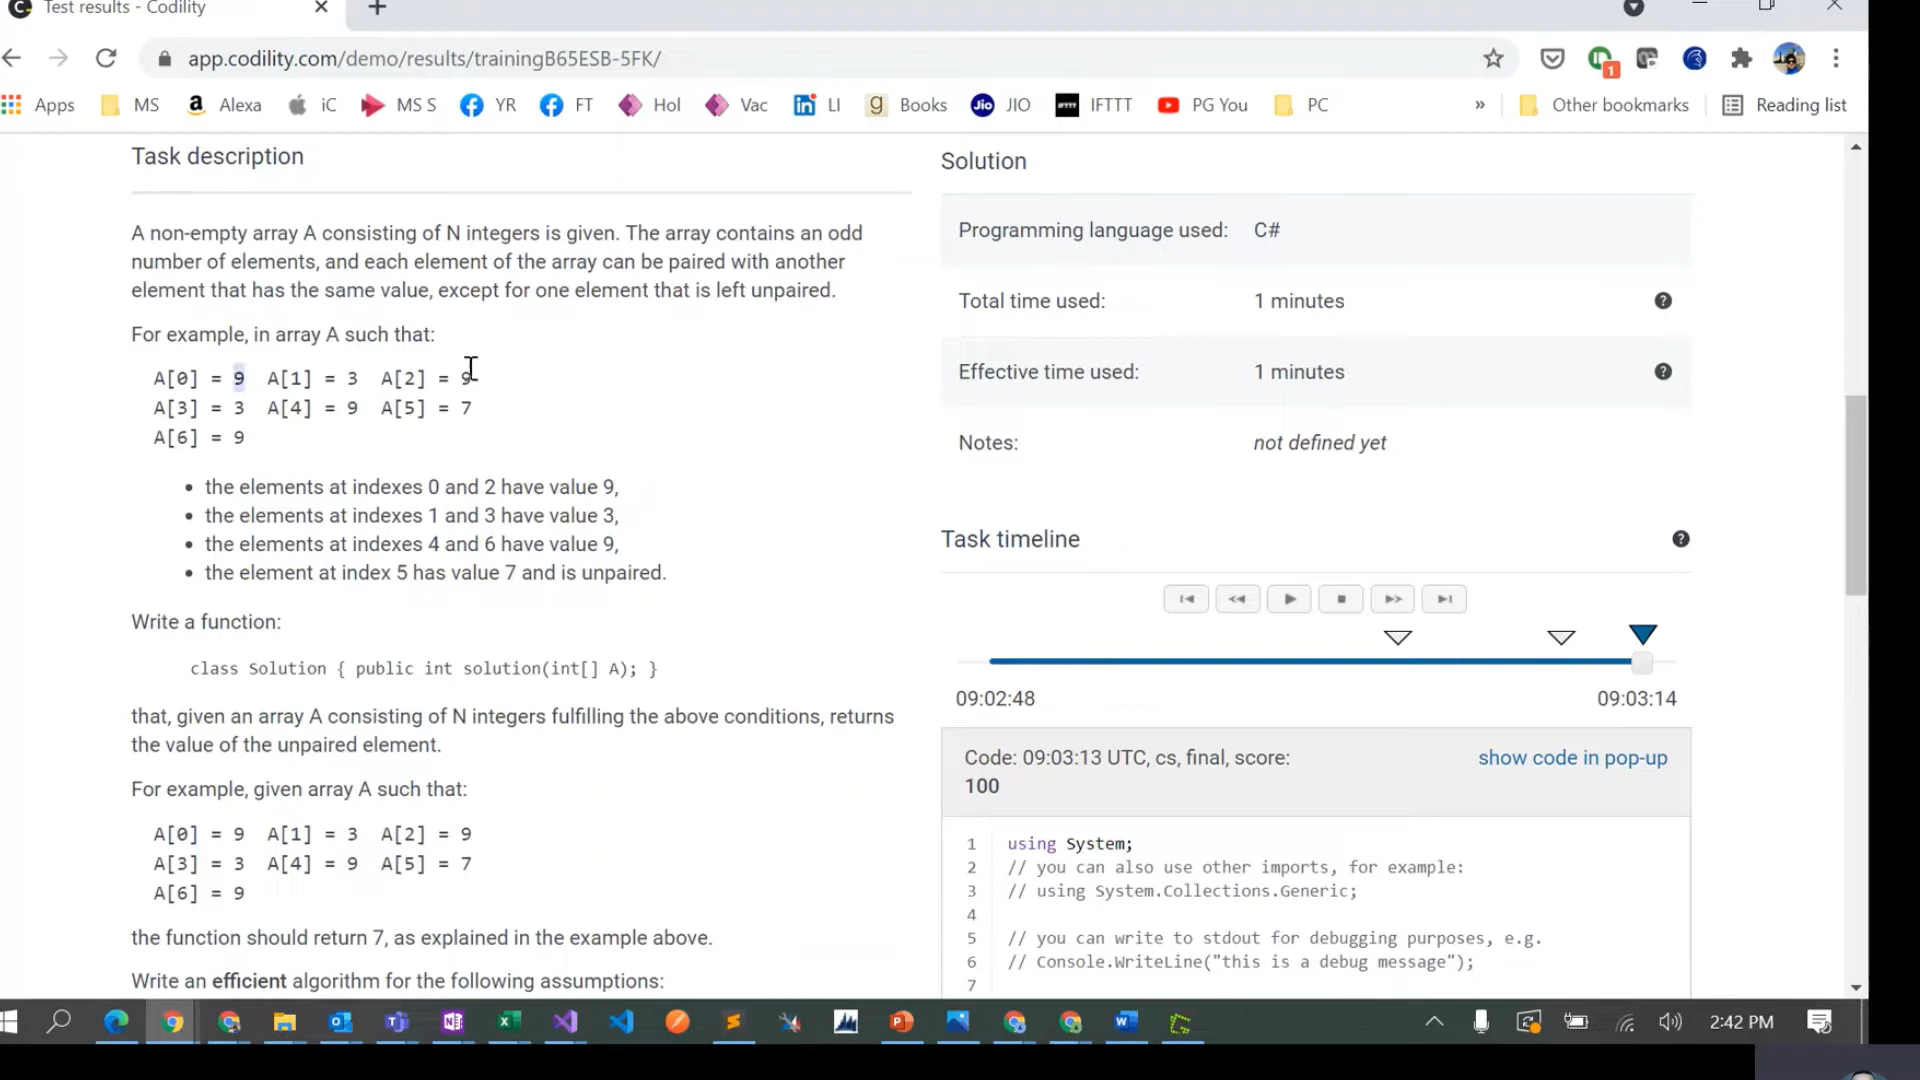 Test results - Codility
app.codility.com/demo/results/trainingB65ESB-5FK/
1
Apps MS Alexa iC MS S YR FT Hol Vac LI Books JIO IFTTT PG You PC » Other bookmarks Reading list
Task description
A non-empty array A consisting of N integers is given. The array contains an odd
number of elements, and each element of the array can be paired with another
element that has the same value, except for one element that is left unpaired.
For example, in array A such that:
A[0] = 9 A[1] = 3 A[2] = 9
A[3] = 3 A[4] = 9 A[5] = 7
A[6] = 9
• the elements at indexes 0 and 2 have value 9,
• the elements at indexes 1 and 3 have value 3,
• the elements at indexes 4 and 6 have value 9,
• the element at index 5 has value 7 and is unpaired.
Write a function:
class Solution { public int solution(int[] A); }
that, given an array A consisting of N integers fulfilling the above conditions, returns
the value of the unpaired element.
For example, given array A such that:
A[0] = 9 A[1] = 3 A[2] = 9
A[3] = 3 A[4] = 9 A[5] = 7
A[6] = 9
the function should return 7, as explained in the example above.
Write an efficient algorithm for the following assumptions:
Solution
Programming language used: C#
Total time used: 1 minutes
Effective time used: 1 minutes
Notes: not defined yet
Task timeline
09:02:48 09:03:14
Code: 09:03:13 UTC, cs, final, score:
100
show code in pop-up
1 using System;
2 // you can also use other imports, for example:
3 // using System.Collections.Generic;
4
5 // you can write to stdout for debugging purposes, e.g.
6 // Console.WriteLine("this is a debug message");
7
2:42 PM